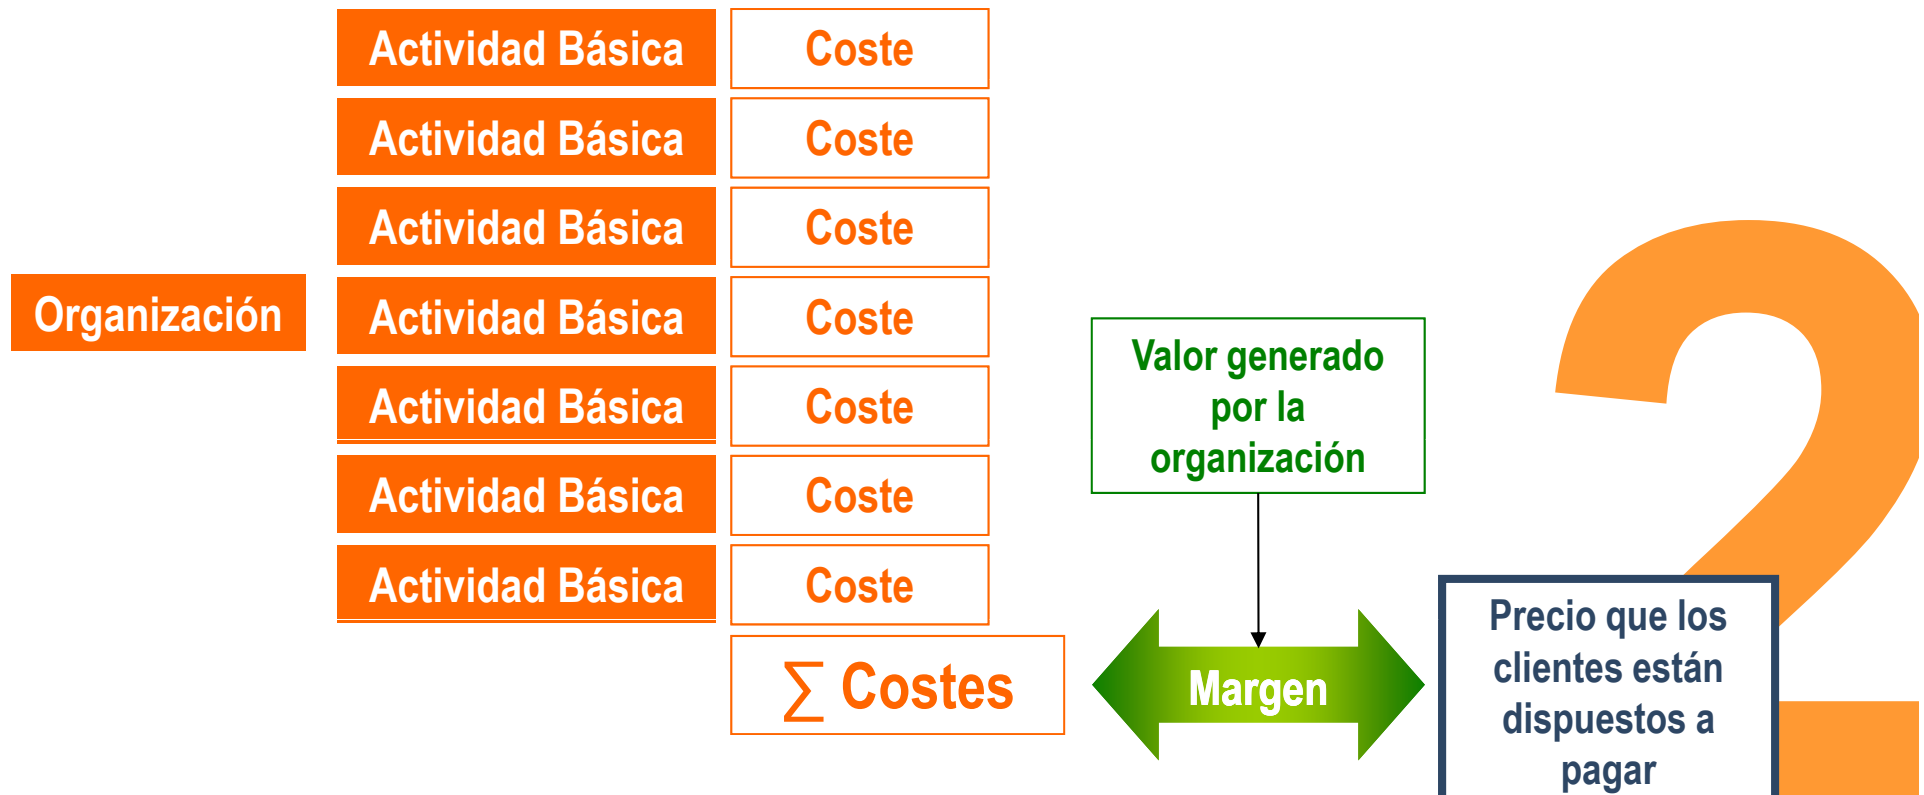 Actividad Básica Coste
Actividad Básica Coste
Actividad Básica Coste
Organización Actividad Básica Coste
Actividad Básica Coste
Actividad Básica Coste
Actividad Básica Coste
∑ Costes
Valor generado
por la
organización
Margen
Precio que los
clientes están
dispuestos a
pagar
2